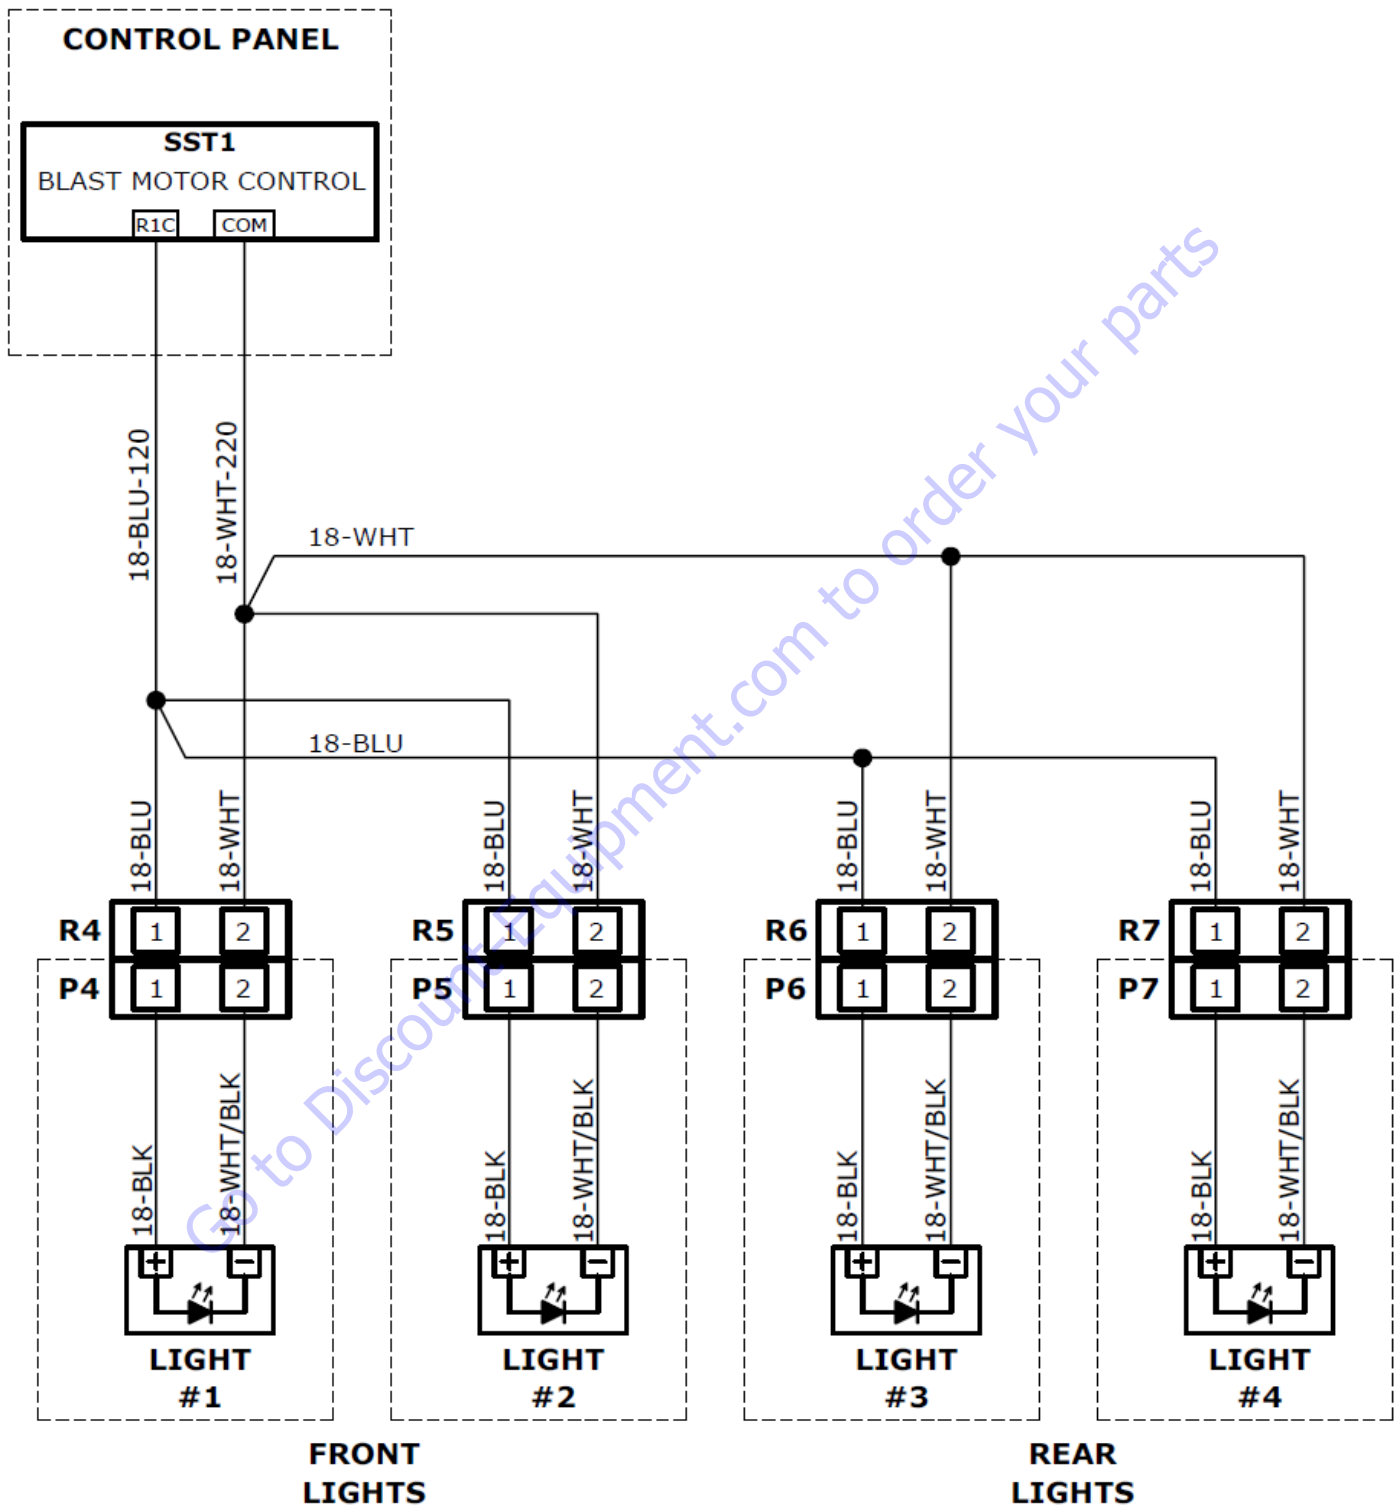 CONTROL PANEL
SST1
BLAST MOTOR CONTROL
R1C COM
18-BLU-120
18-WHT-220
18-WHT
18-BLU
18-BLU
18-WHT
18-BLU
18-WHT
18-BLU
18-WHT
18-BLU
18-WHT
R4 1 2
R5 1 2
R6 1 2
R7 1 2
P4 1 2
P5 1 2
P6 1 2
P7 1 2
18-BLK
18-WHT/BLK
18-BLK
18-WHT/BLK
18-BLK
18-WHT/BLK
18-BLK
18-WHT/BLK
+ −
+ −
+ −
+ −
LIGHT
#1
LIGHT
#2
LIGHT
#3
LIGHT
#4
FRONT
LIGHTS
REAR
LIGHTS
Go to Discount-Equipment.com to order your parts